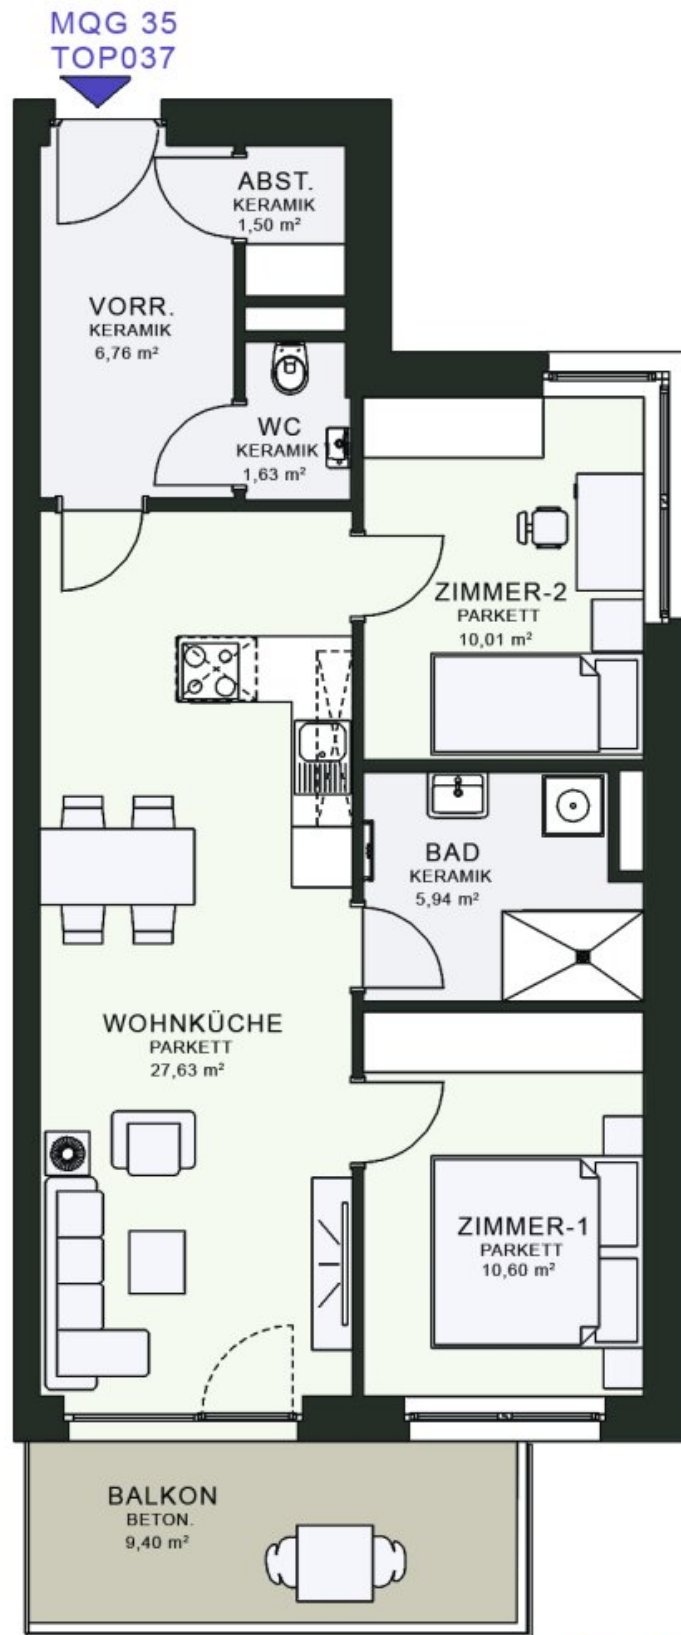 MQG 35
TOP037
ABST.
KERAMIK
1,50 m²
VORR.
KERAMIK
6,76 m²
WC
KERAMIK
1,63 m²
ZIMMER-2
PARKETT
10,01 m²
BAD
KERAMIK
5,94 m²
WOHNKÜCHE
PARKETT
27,63 m²
ZIMMER-1
PARKETT
10,60 m²
BALKON
BETON.
9,40 m²